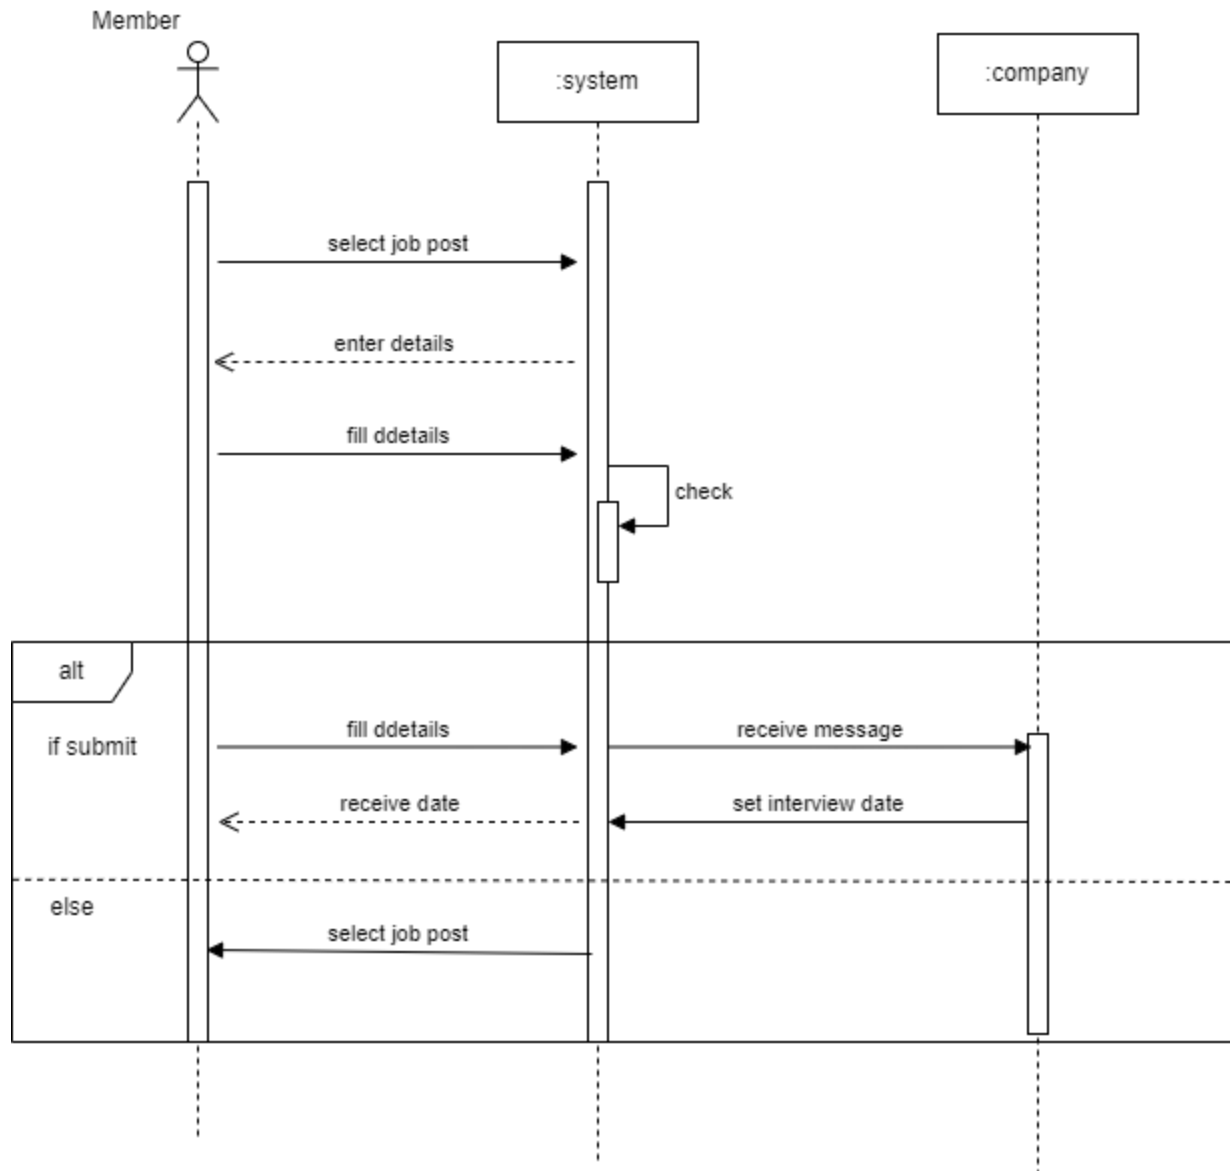 Member
:system
:company
select job post
enter details
fill ddetails
check
alt
if submit
fill ddetails
receive message
receive date
set interview date
else
select job post